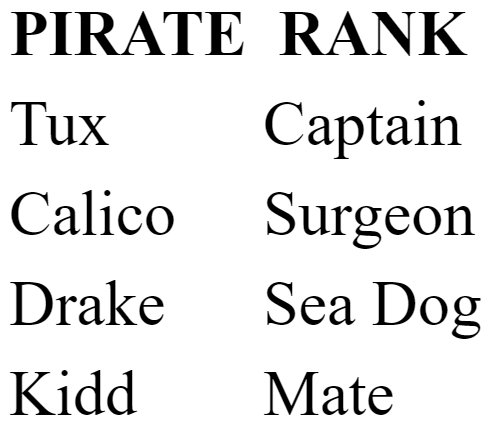 PIRATE RANK
Tux Captain
Calico Surgeon
Drake Sea Dog
Kidd Mate